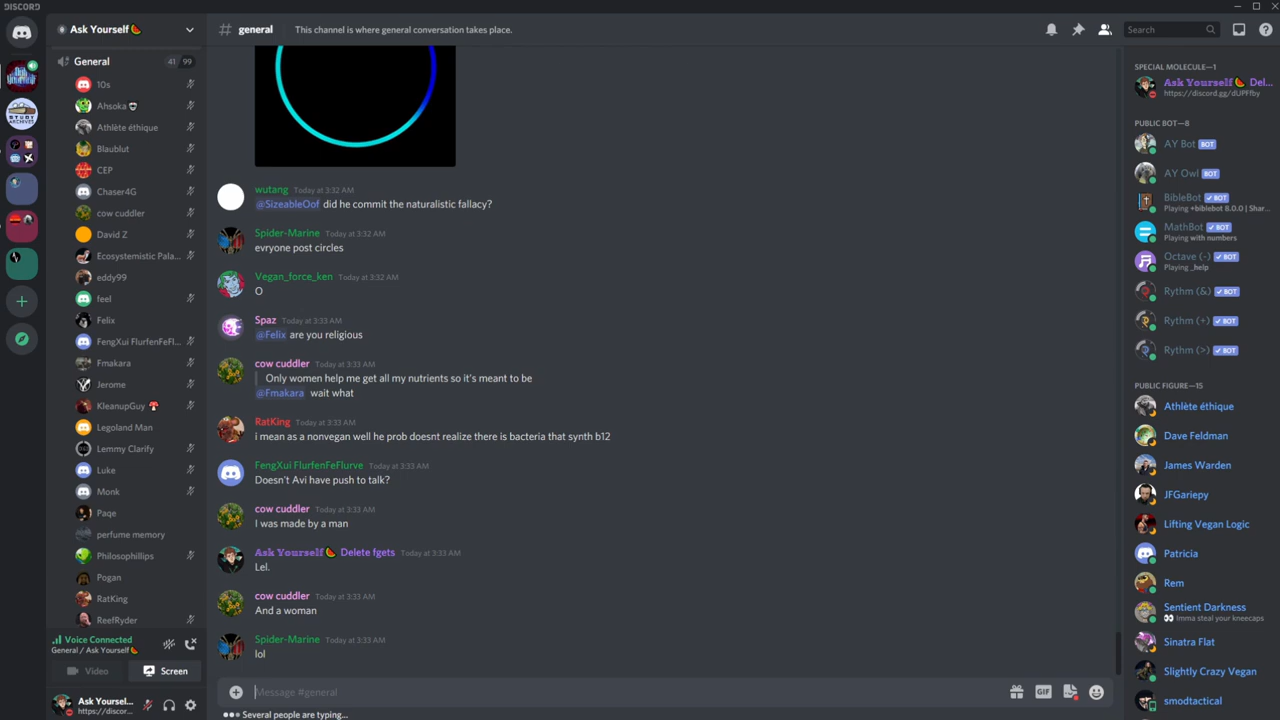 DISCORD
Ask Yourself🍉
General
41 99
10s
Ahsoka
Athlète éthique
Blaublut
CEP
Chaser4G
cow cuddler
David Z
Ecosystemistic Pala...
eddy99
feel
Felix
FengXui FlurfenFeFl...
Fmakara
Jerome
KleanupGuy 🍄
Legoland Man
Lemmy Clarify
Luke
Monk
Paqe
perfume memory
Philosophillips
Pogan
RatKing
ReefRyder
Voice Connected
General / Ask Yourself🍉
Video
Screen
Ask Yoursel...
https://discor...
# general
This channel is where general conversation takes place.
Search
wutang Today at 3:32 AM
@SizeableOof did he commit the naturalistic fallacy?
Spider-Marine Today at 3:32 AM
evryone post circles
Vegan_force_ken Today at 3:32 AM
O
Spaz Today at 3:33 AM
@Felix are you religious
cow cuddler Today at 3:33 AM
Only women help me get all my nutrients so it's meant to be
@Fmakara wait what
RatKing Today at 3:33 AM
i mean as a nonvegan well he prob doesnt realize there is bacteria that synth b12
FengXui FlurfenFeFlurve Today at 3:33 AM
Doesn't Avi have push to talk?
cow cuddler Today at 3:33 AM
I was made by a man
Ask Yourself🍉 Delete fgets Today at 3:33 AM
Lel.
cow cuddler Today at 3:33 AM
And a woman
Spider-Marine Today at 3:33 AM
lol
Message #general
GIF
Several people are typing...
SPECIAL MOLECULE—1
Ask Yourself🍉 Del...
https://discord.gg/dUPFfby
PUBLIC BOT—8
AY Bot BOT
AY Owl BOT
BibleBot ✔BOT
Playing +biblebot 8.0.0 | Shar...
MathBot ✔BOT
Playing with numbers
Octave (-) ✔BOT
Playing _help
Rythm (&) ✔BOT
Rythm (+) ✔BOT
Rythm (>) ✔BOT
PUBLIC FIGURE—15
Athlète éthique
Dave Feldman
James Warden
JFGariepy
Lifting Vegan Logic
Patricia
Rem
Sentient Darkness
👀 Imma steal your kneecaps
Sinatra Flat
Slightly Crazy Vegan
smodtactical